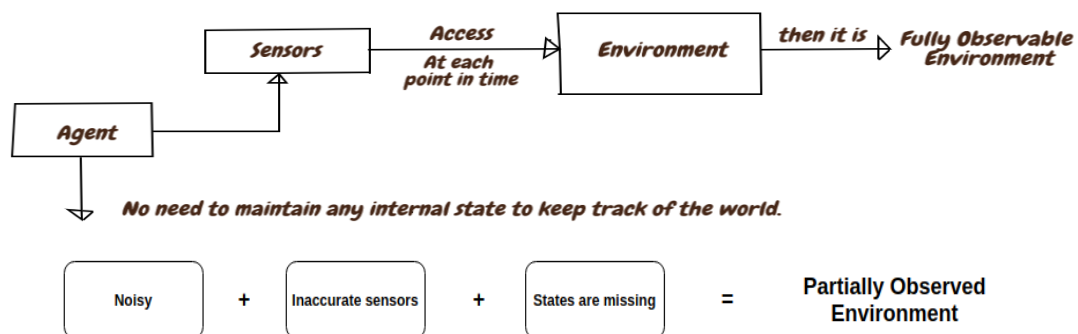 Sensors
Access
At each
point in time
Environment
then it is
Fully Observable
Environment
Agent
No need to maintain any internal state to keep track of the world.
Noisy
+
Inaccurate sensors
+
States are missing
=
Partially Observed
Environment